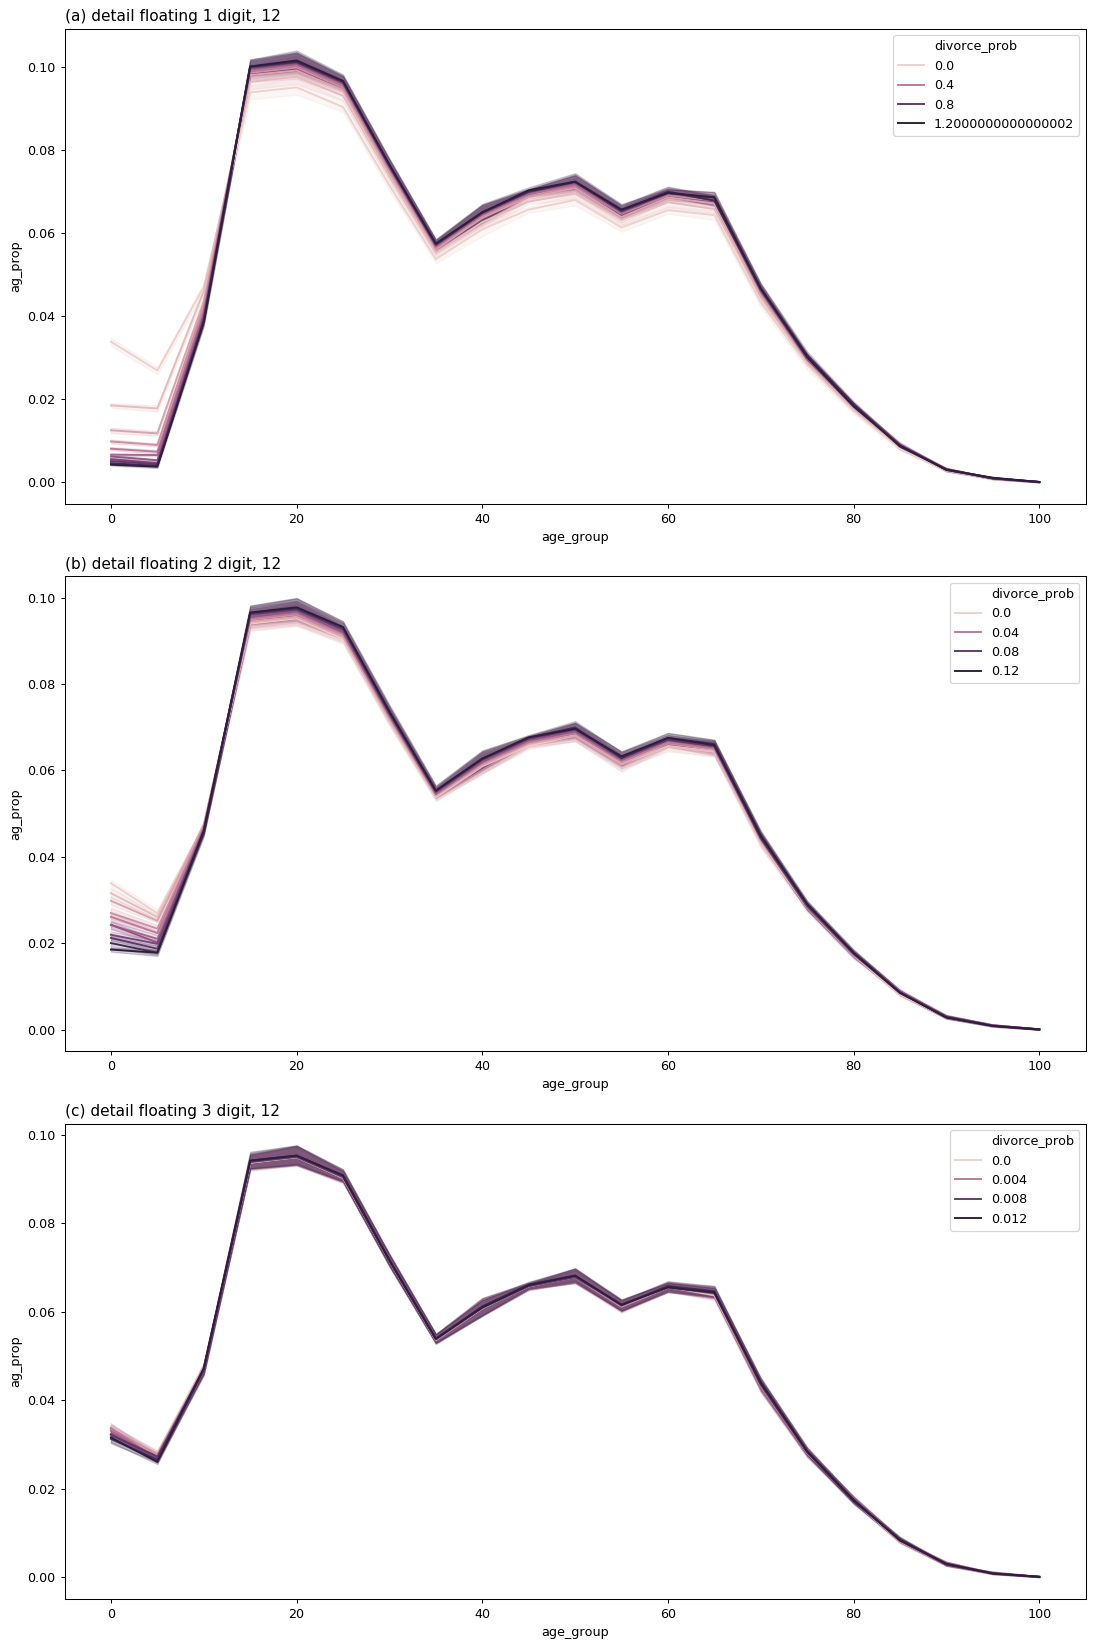 (a) detail floating 1 digit, 12
divorce_prob
0.0
0.4
0.8
1.2000000000000002
0.10
0.08
0.06
0.04
0.02
0.00
ag_prop
0 20 40 60 80 100
age_group
(b) detail floating 2 digit, 12
divorce_prob
0.0
0.04
0.08
0.12
0.10
0.08
0.06
0.04
0.02
0.00
ag_prop
0 20 40 60 80 100
age_group
(c) detail floating 3 digit, 12
divorce_prob
0.0
0.004
0.008
0.012
0.10
0.08
0.06
0.04
0.02
0.00
ag_prop
0 20 40 60 80 100
age_group